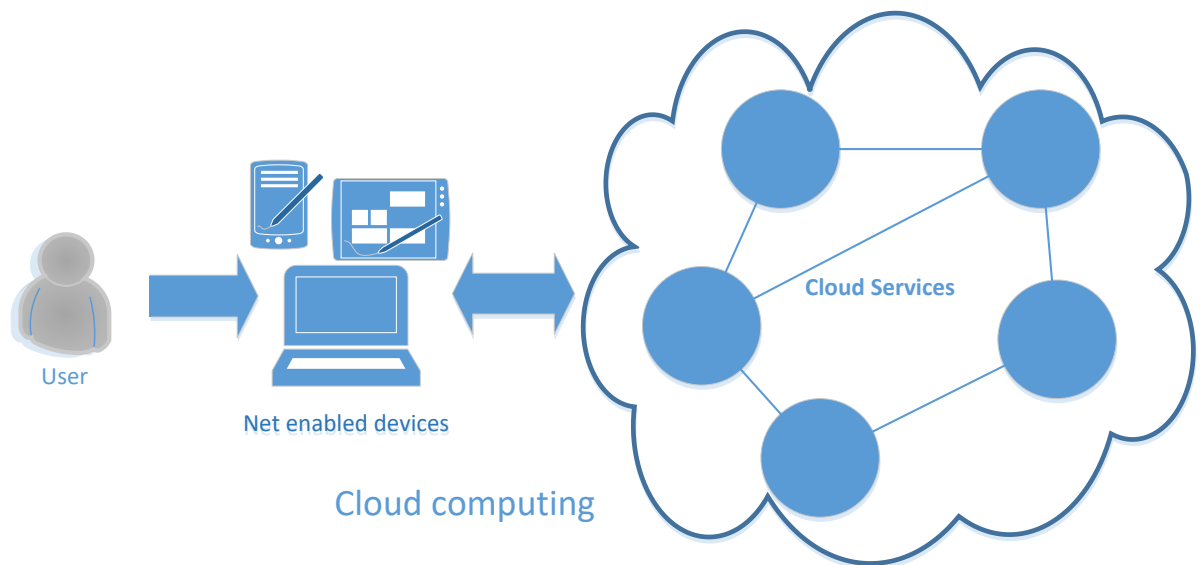 User
Net enabled devices
Cloud Services
Cloud computing